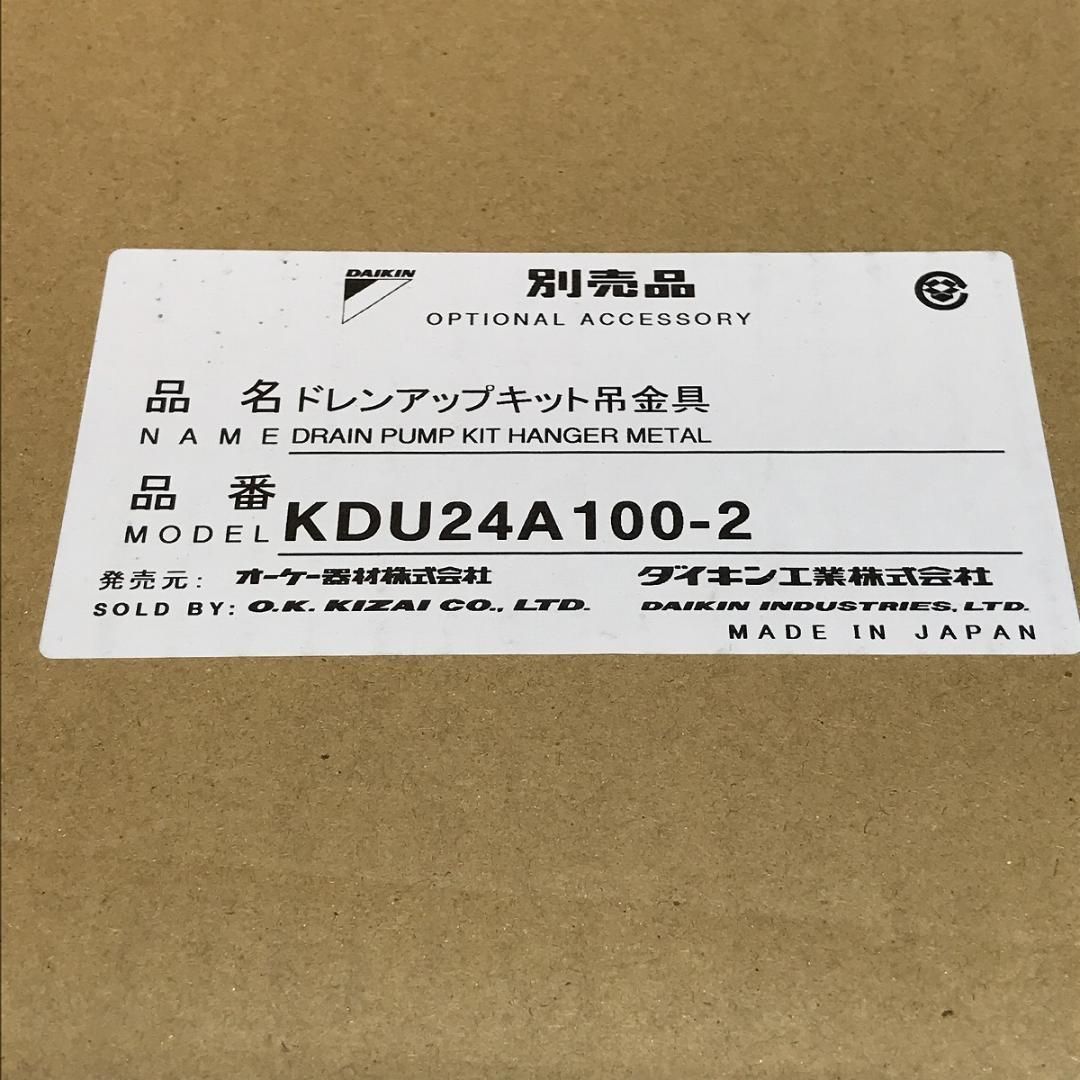 DAIKIN
別売品
OPTIONAL ACCESSORY
品 名 ドレンアップキット吊金具
NAME DRAIN PUMP KIT HANGER METAL
品 番
MODEL KDU24A100-2
発売元: オーケー器材株式会社 ダイキン工業株式会社
SOLD BY: O.K. KIZAI CO., LTD. DAIKIN INDUSTRIES, LTD.
MADE IN JAPAN